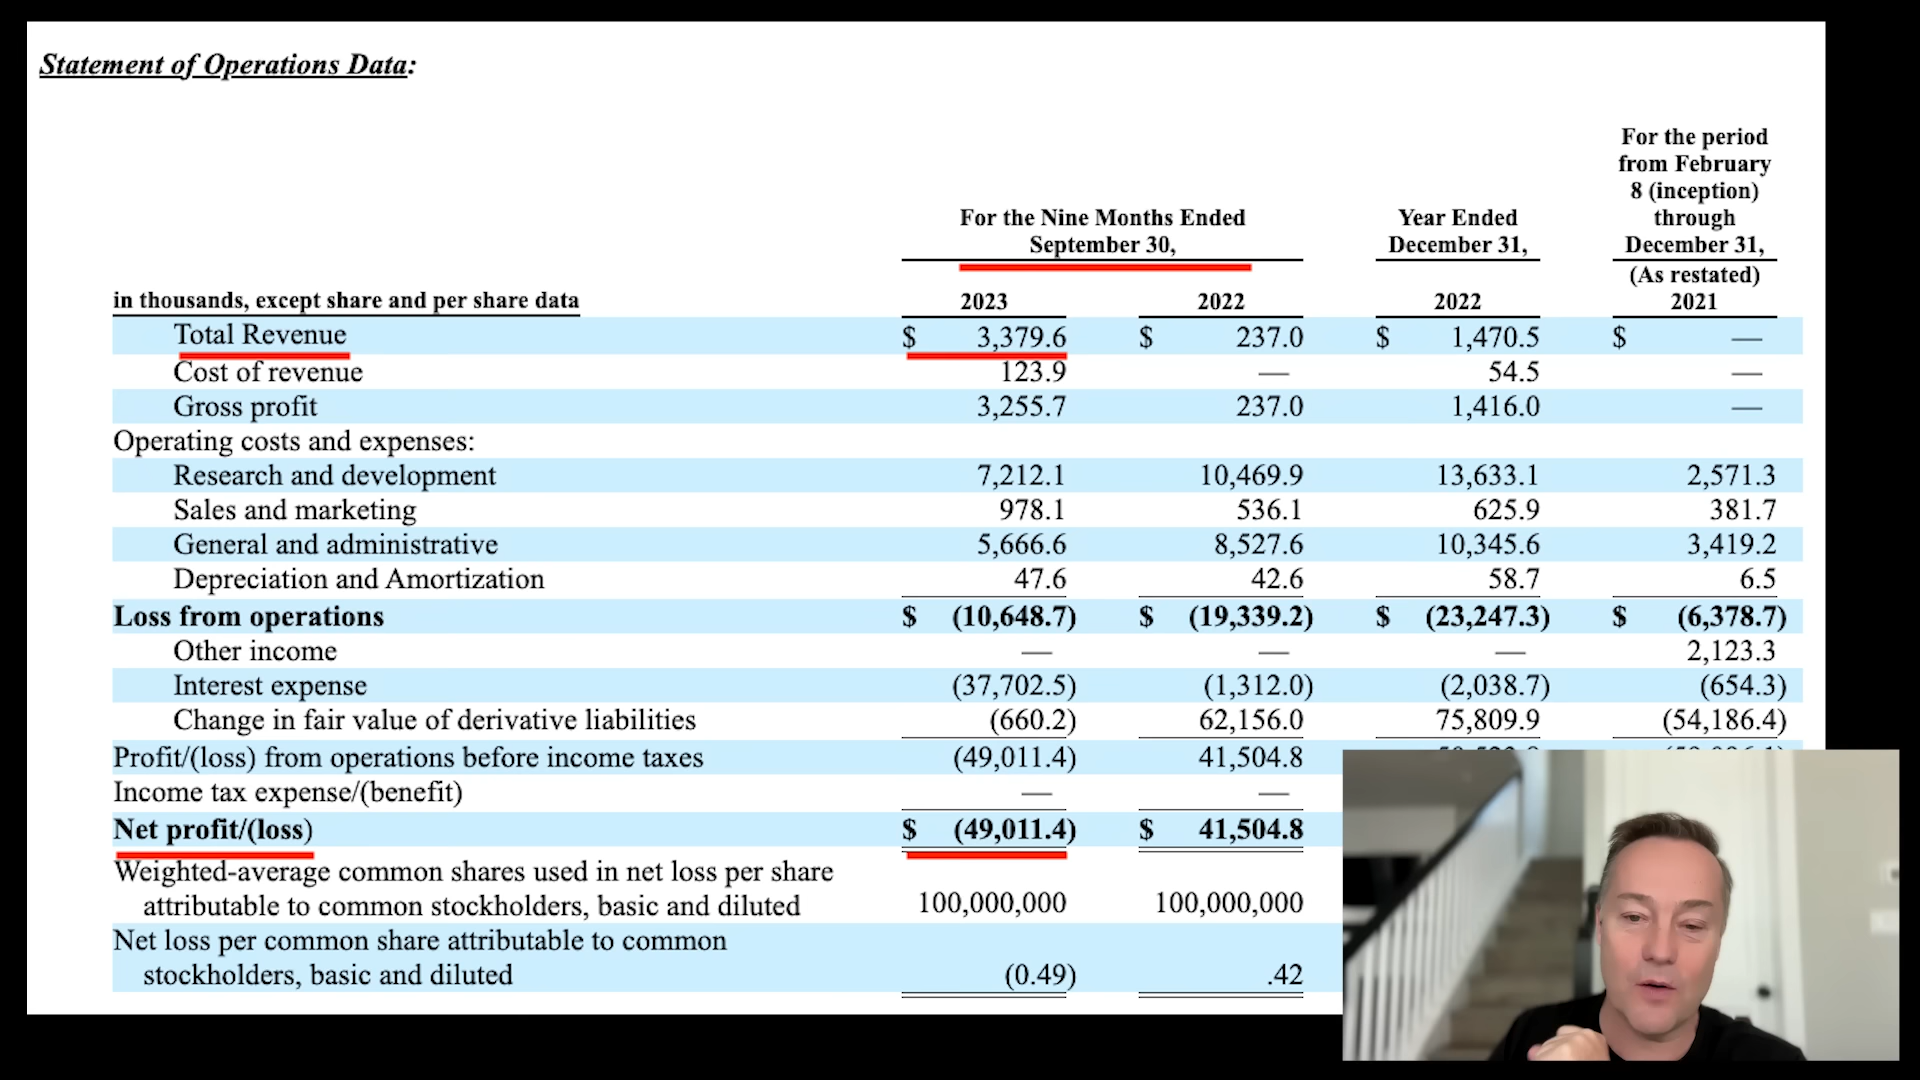 Statement of Operations Data:
For the Nine Months Ended September 30,
Year Ended December 31,
For the period from February 8 (inception) through December 31,
(As restated)
in thousands, except share and per share data 2023 2022 2022 2021
Total Revenue $ 3,379.6 $ 237.0 $ 1,470.5 $ —
Cost of revenue 123.9 — 54.5 —
Gross profit 3,255.7 237.0 1,416.0 —
Operating costs and expenses:
Research and development 7,212.1 10,469.9 13,633.1 2,571.3
Sales and marketing 978.1 536.1 625.9 381.7
General and administrative 5,666.6 8,527.6 10,345.6 3,419.2
Depreciation and Amortization 47.6 42.6 58.7 6.5
Loss from operations $ (10,648.7) $ (19,339.2) $ (23,247.3) $ (6,378.7)
Other income — — — 2,123.3
Interest expense (37,702.5) (1,312.0) (2,038.7) (654.3)
Change in fair value of derivative liabilities (660.2) 62,156.0 75,809.9 (54,186.4)
Profit/(loss) from operations before income taxes (49,011.4) 41,504.8
Income tax expense/(benefit) — —
Net profit/(loss) $ (49,011.4) $ 41,504.8
Weighted-average common shares used in net loss per share
attributable to common stockholders, basic and diluted 100,000,000 100,000,000
Net loss per common share attributable to common
stockholders, basic and diluted (0.49) .42